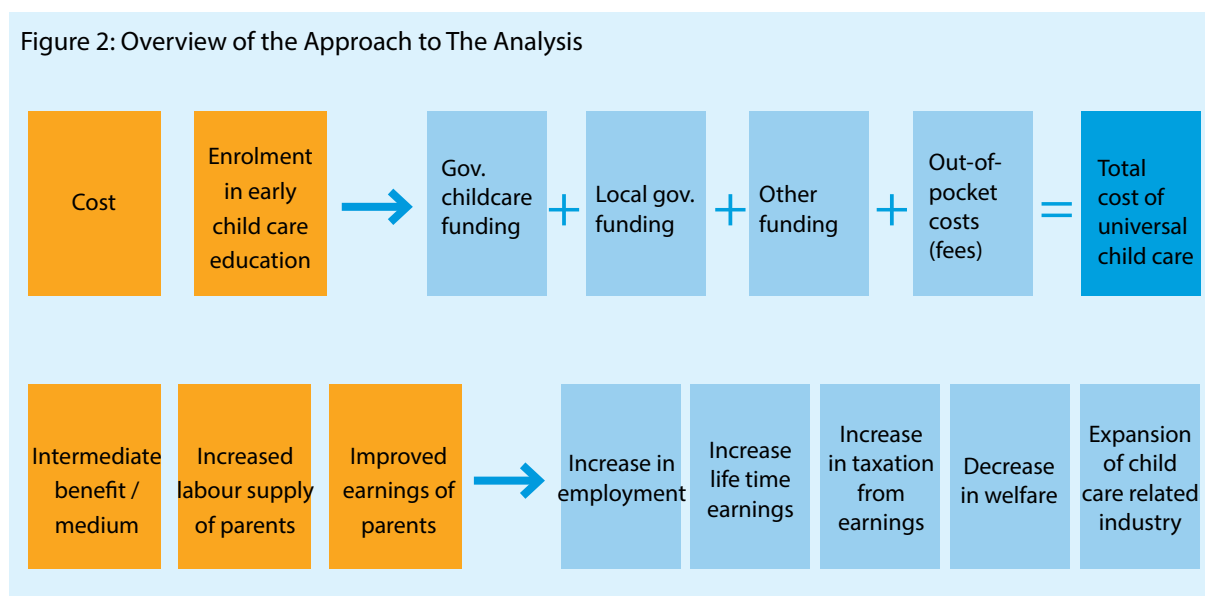 Figure 2: Overview of the Approach to The Analysis
Cost
Enrolment
in early
child care
education
Gov.
childcare
funding
+
Local gov.
funding
+
Other
funding
+
Out-of-
pocket
costs
(fees)
=
Total
cost of
universal
child care
Intermediate
benefit /
medium
Increased
labour supply
of parents
Improved
earnings of
parents
Increase in
employment
Increase
life time
earnings
Increase
in taxation
from
earnings
Decrease
in welfare
Expansion
of child
care related
industry